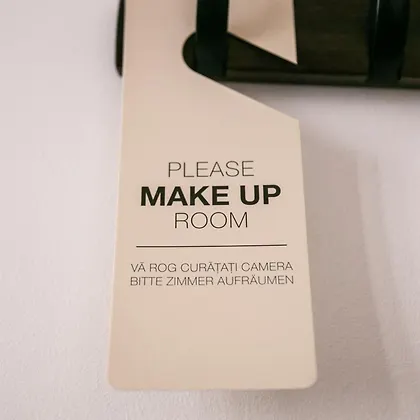 PLEASE
MAKE UP
ROOM
VĂ ROG CURĂȚAȚI CAMERA
BITTE ZIMMER AUFRÄUMEN